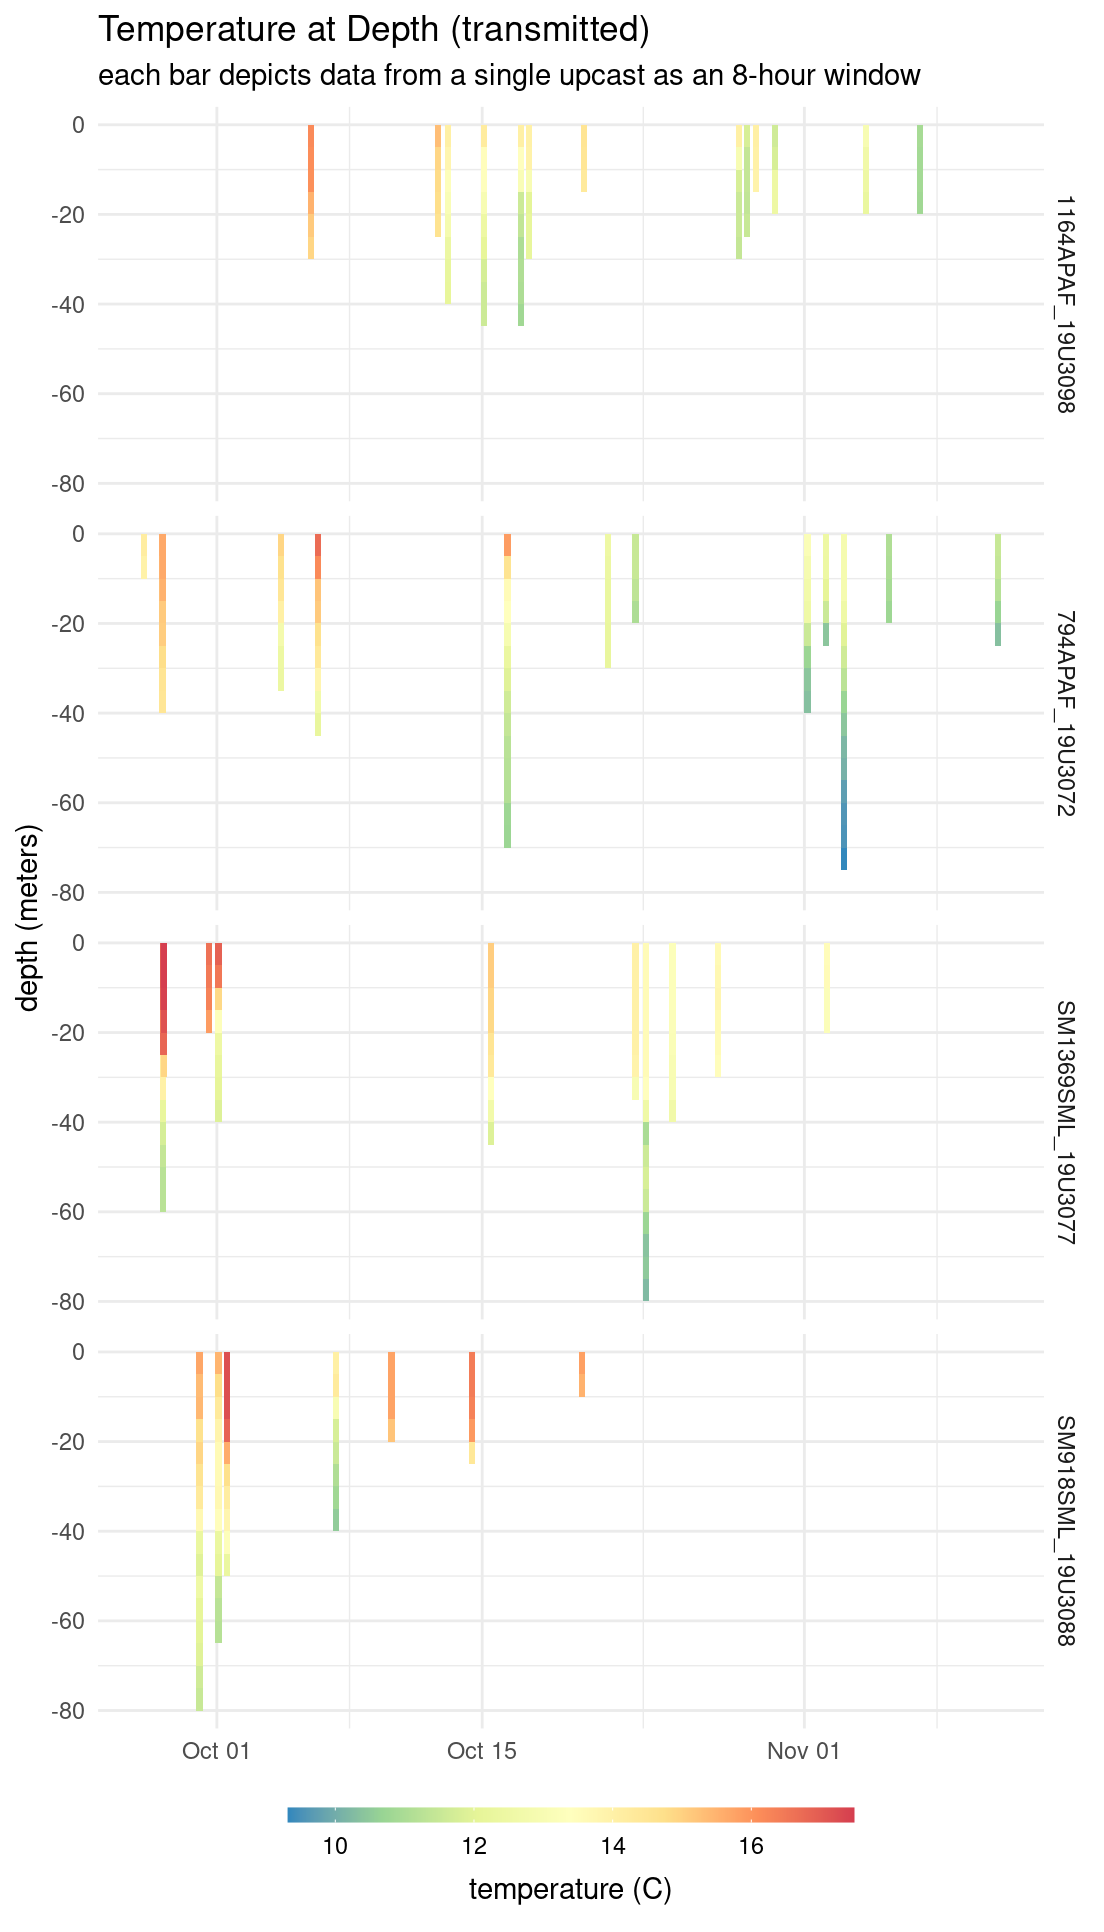 Temperature at Depth (transmitted)
each bar depicts data from a single upcast as an 8-hour window
0
-20
-40
-60
-80
1164APAF_19U3098
0
-20
-40
-60
-80
794APAF_19U3072
depth (meters)
0
-20
-40
-60
-80
SM1369SML_19U3077
0
-20
-40
-60
-80
SM918SML_19U3088
Oct 01
Oct 15
Nov 01
10
12
14
16
temperature (C)